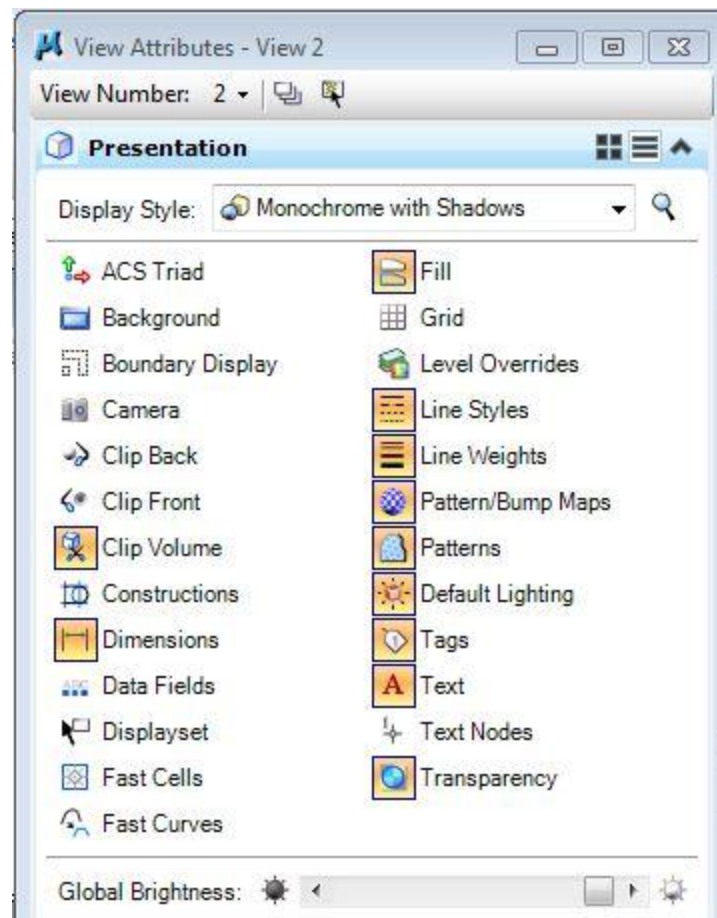 View Attributes - View 2
View Number: 2
Presentation
Display Style: Monochrome with Shadows
ACS Triad
Fill
Background
Grid
Boundary Display
Level Overrides
Camera
Line Styles
Clip Back
Line Weights
Clip Front
Pattern/Bump Maps
Clip Volume
Patterns
Constructions
Default Lighting
Dimensions
Tags
Data Fields
A Text
Displayset
Text Nodes
Fast Cells
Transparency
Fast Curves
Global Brightness: